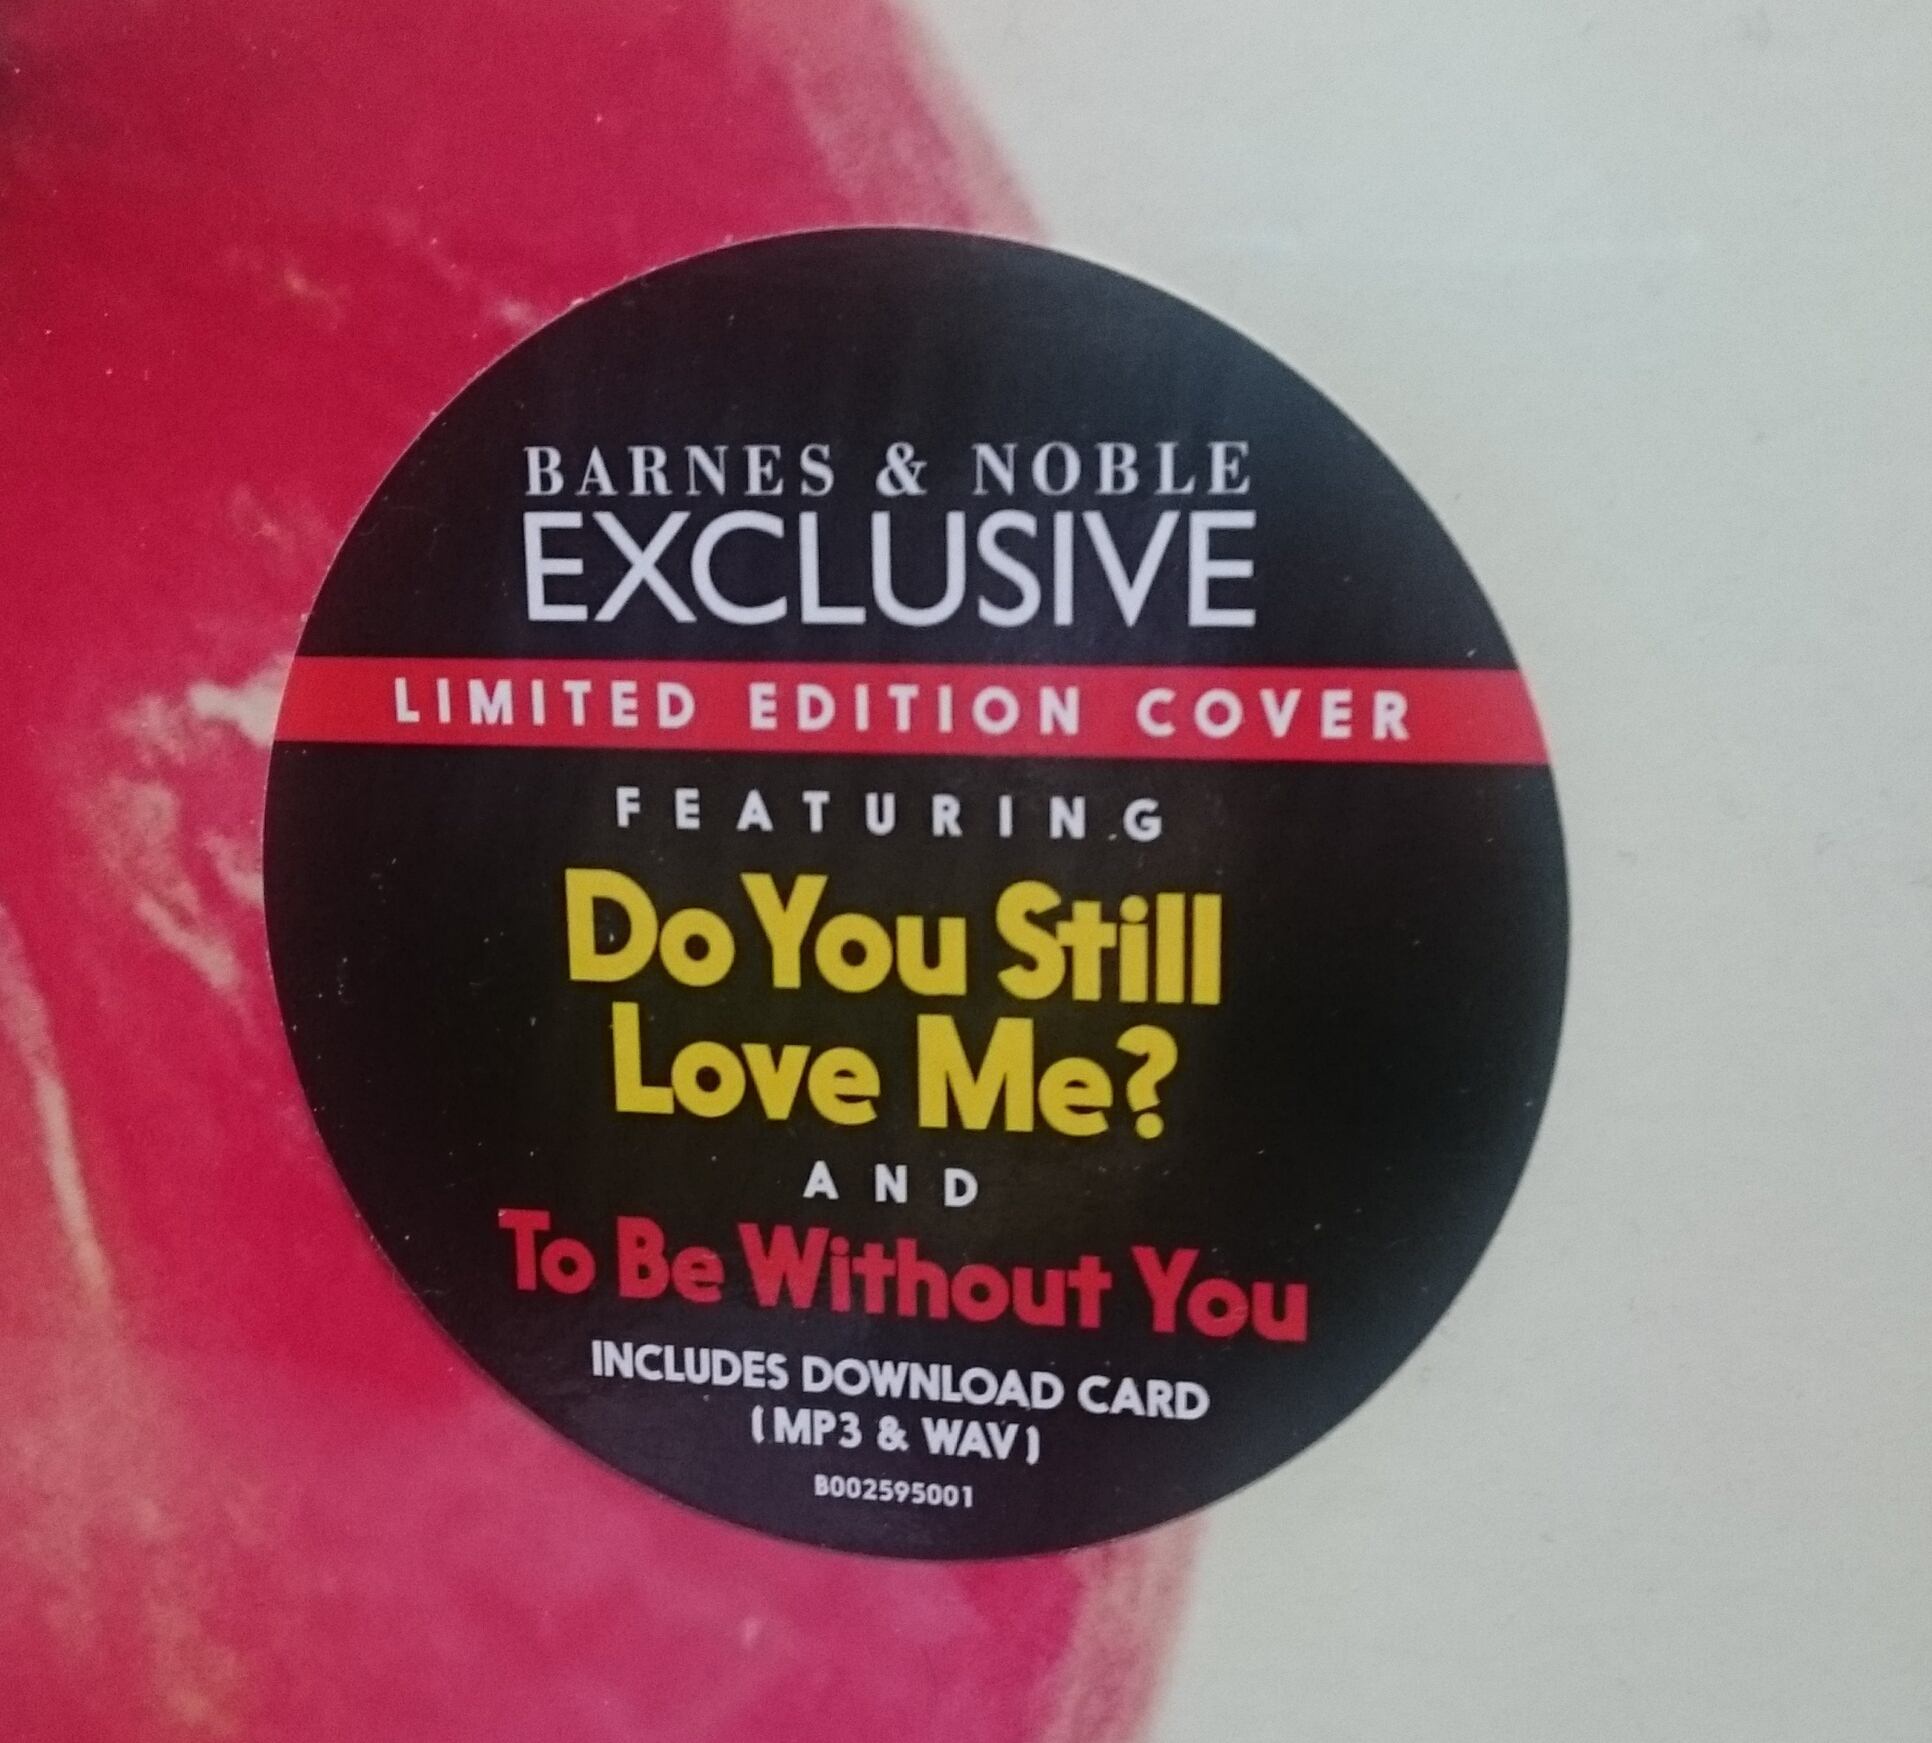 BARNES & NOBLE
EXCLUSIVE
LIMITED EDITION COVER
FEATURING
Do You Still
Love Me?
AND
To Be Without You
INCLUDES DOWNLOAD CARD
(MP3 & WAV)
B002595001